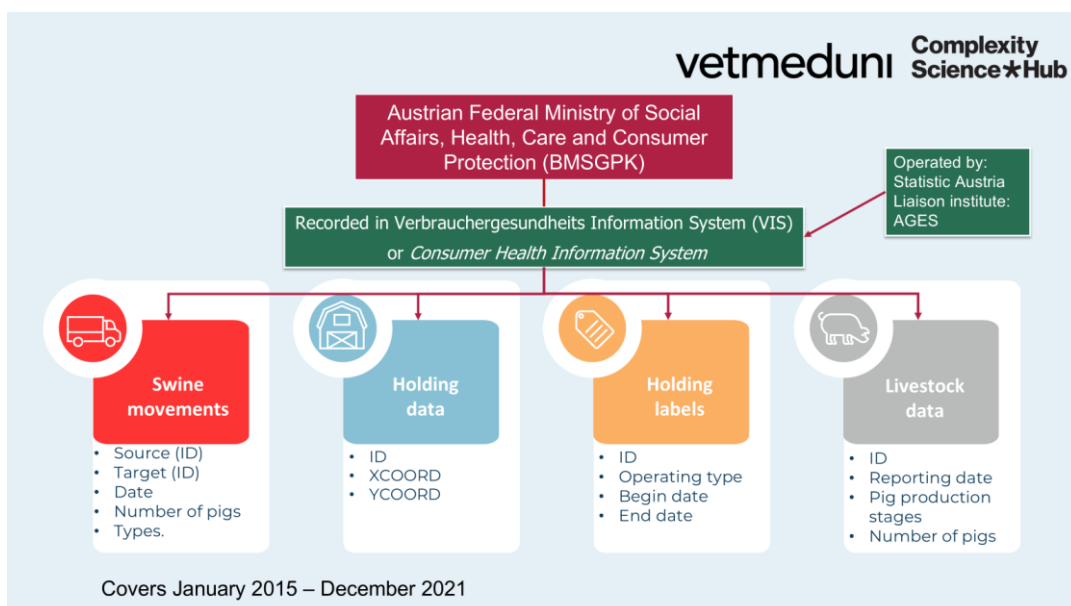 vetmeduni
Complexity
Science★Hub
Austrian Federal Ministry of Social
Affairs, Health, Care and Consumer
Protection (BMSGPK)
Operated by:
Statistic Austria
Liaison institute:
AGES
Recorded in Verbrauchergesundheits Information System (VIS)
or Consumer Health Information System
Swine
movements
• Source (ID)
• Target (ID)
• Date
• Number of pigs
• Types.
Holding
data
• ID
• XCOORD
• YCOORD
Holding
labels
• ID
• Operating type
• Begin date
• End date
Livestock
data
• ID
• Reporting date
• Pig production
stages
• Number of pigs
Covers January 2015 – December 2021